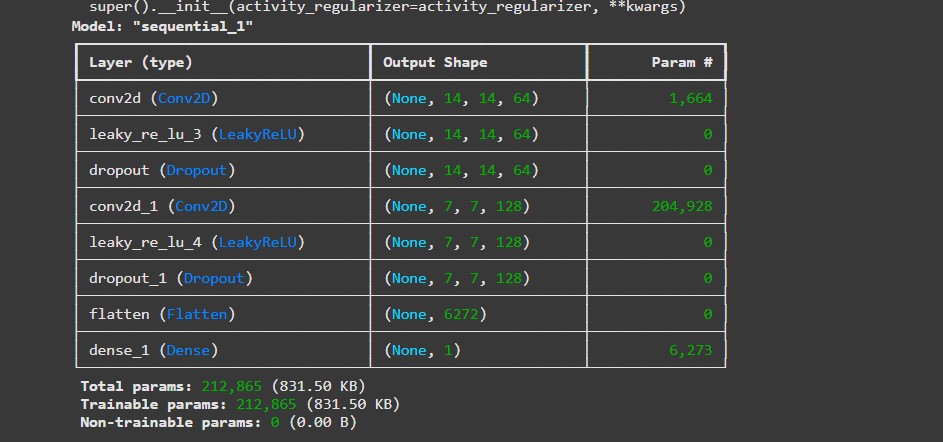 super().__init__(activity_regularizer=activity_regularizer, **kwargs)
Model: "sequential_1"
Layer (type) Output Shape Param #
conv2d (Conv2D) (None, 14, 14, 64) 1,664
leaky_re_lu_3 (LeakyReLU) (None, 14, 14, 64) 0
dropout (Dropout) (None, 14, 14, 64) 0
conv2d_1 (Conv2D) (None, 7, 7, 128) 204,928
leaky_re_lu_4 (LeakyReLU) (None, 7, 7, 128) 0
dropout_1 (Dropout) (None, 7, 7, 128) 0
flatten (Flatten) (None, 6272) 0
dense_1 (Dense) (None, 1) 6,273
Total params: 212,865 (831.50 KB)
Trainable params: 212,865 (831.50 KB)
Non-trainable params: 0 (0.00 B)